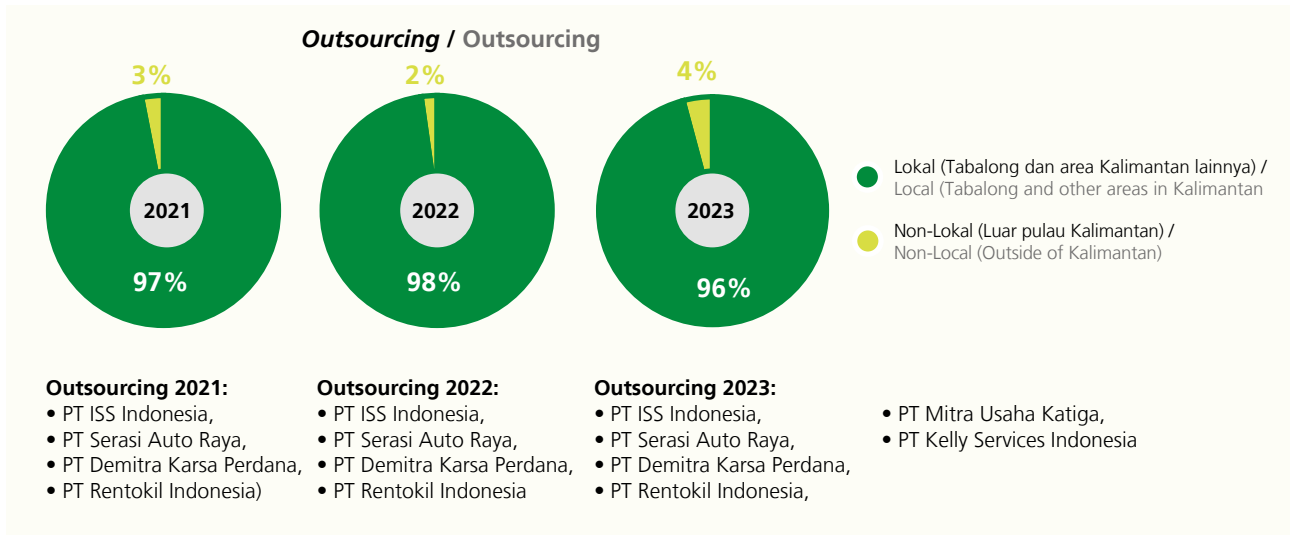 Outsourcing / Outsourcing
3%
2021
97%
2%
2022
98%
4%
2023
96%
Lokal (Tabalong dan area Kalimantan lainnya) /
Local (Tabalong and other areas in Kalimantan
Non-Lokal (Luar pulau Kalimantan) /
Non-Local (Outside of Kalimantan)
Outsourcing 2021:
• PT ISS Indonesia,
• PT Serasi Auto Raya,
• PT Demitra Karsa Perdana,
• PT Rentokil Indonesia)
Outsourcing 2022:
• PT ISS Indonesia,
• PT Serasi Auto Raya,
• PT Demitra Karsa Perdana,
• PT Rentokil Indonesia
Outsourcing 2023:
• PT ISS Indonesia,
• PT Serasi Auto Raya,
• PT Demitra Karsa Perdana,
• PT Rentokil Indonesia,
• PT Mitra Usaha Katiga,
• PT Kelly Services Indonesia